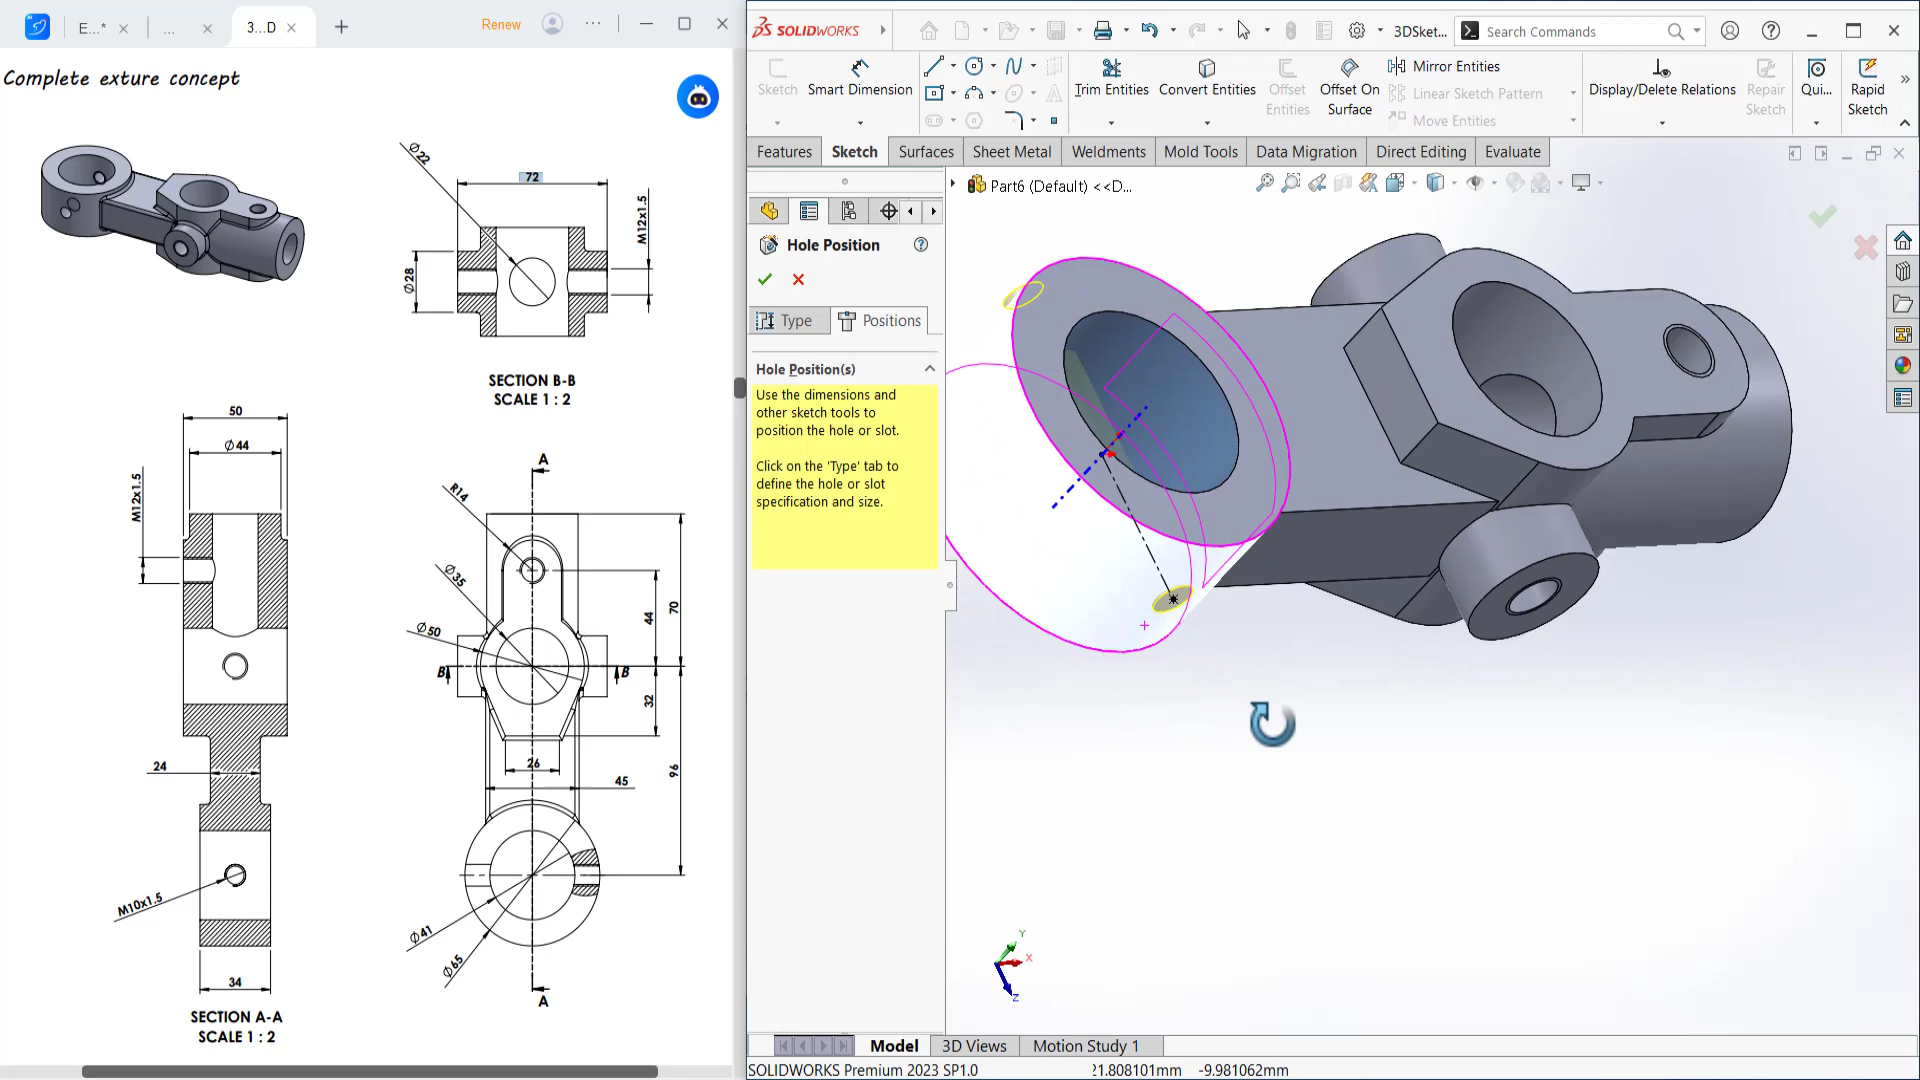 E...*
...
3...D
Renew
Complete exture concept
Ø22
72
M12x1.5
Ø28
SECTION B-B
SCALE 1 : 2
50
Ø44
M12x1.5
24
M10x1.5
34
SECTION A-A
SCALE 1 : 2
A
R14
Ø35
Ø50
B
B
44
70
32
26
45
96
Ø41
Ø65
A
SOLIDWORKS
3DSket...
Search Commands
Sketch
Smart Dimension
Trim Entities
Convert Entities
Offset Entities
Offset On Surface
Mirror Entities
Linear Sketch Pattern
Move Entities
Display/Delete Relations
Repair Sketch
Qui...
Rapid Sketch
Features
Sketch
Surfaces
Sheet Metal
Weldments
Mold Tools
Data Migration
Direct Editing
Evaluate
Part6 (Default) <<D...
Hole Position
Type
Positions
Hole Position(s)
Use the dimensions and
other sketch tools to
position the hole or slot.
Click on the 'Type' tab to
define the hole or slot
specification and size.
Y
X
Z
Model
3D Views
Motion Study 1
SOLIDWORKS Premium 2023 SP1.0
21.808101mm
-9.981062mm